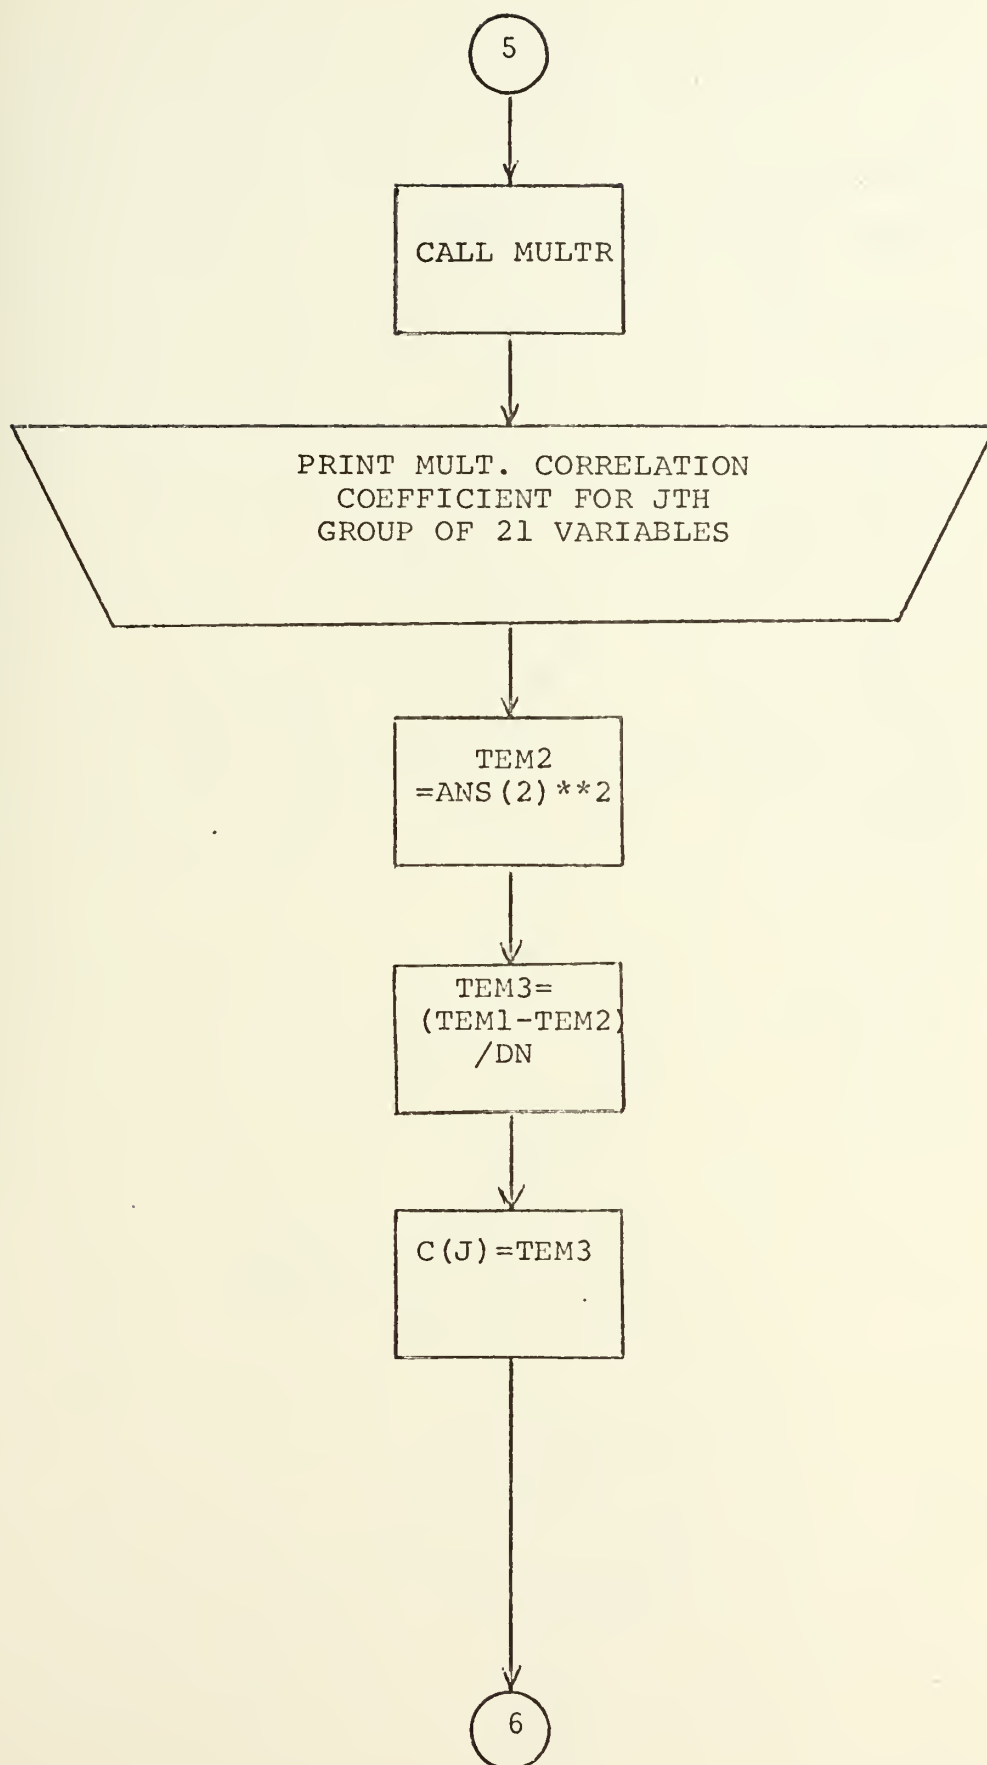 5
CALL MULTR
PRINT MULT. CORRELATION
COEFFICIENT FOR JTH
GROUP OF 21 VARIABLES
TEM2
=ANS(2)**2
TEM3=
(TEM1-TEM2)
/DN
C(J)=TEM3
6